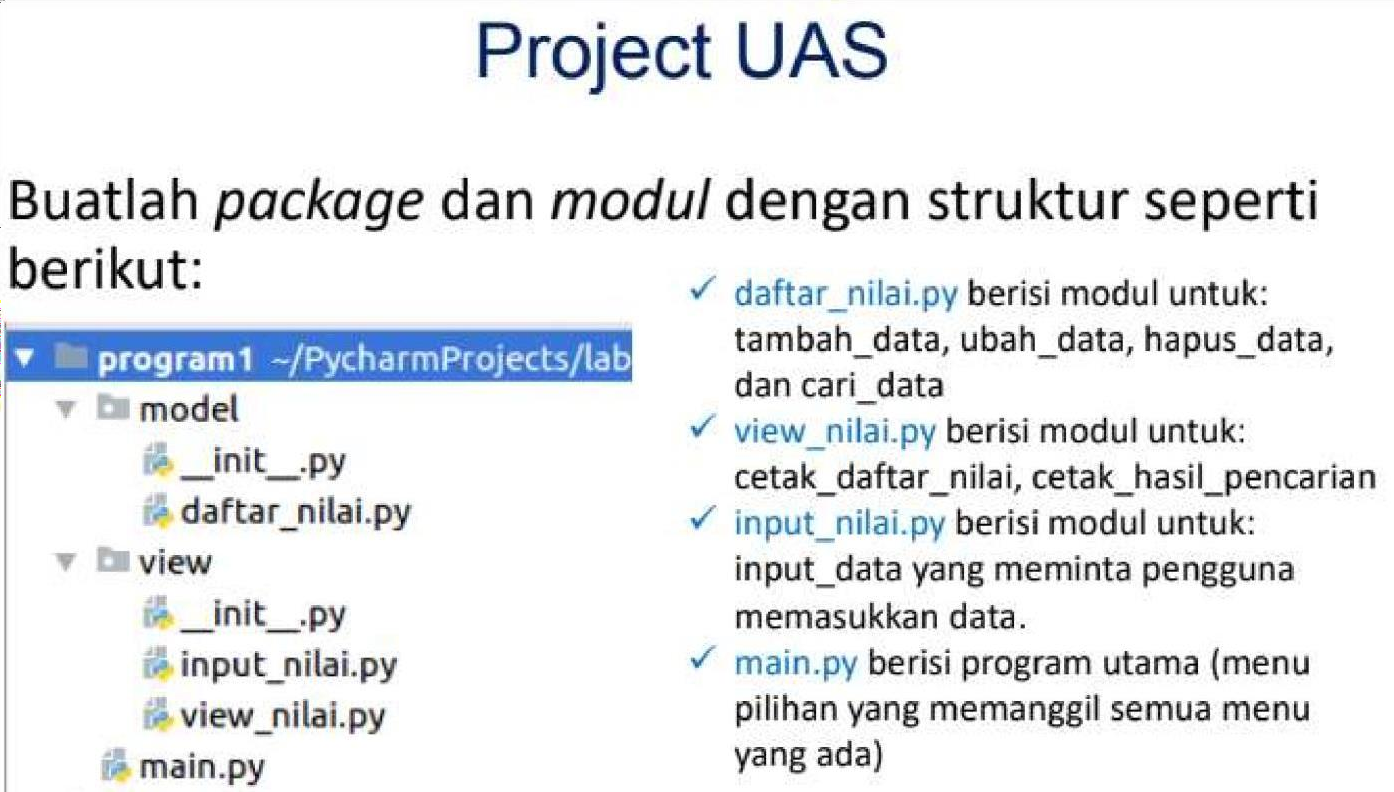 Project UAS
Buatlah package dan modul dengan struktur seperti
berikut:
program1 ~/PycharmProjects/lab
model
__init__.py
daftar_nilai.py
view
__init__.py
input_nilai.py
view_nilai.py
main.py
✓ daftar_nilai.py berisi modul untuk:
tambah_data, ubah_data, hapus_data,
dan cari_data
✓ view_nilai.py berisi modul untuk:
cetak_daftar_nilai, cetak_hasil_pencarian
✓ input_nilai.py berisi modul untuk:
input_data yang meminta pengguna
memasukkan data.
✓ main.py berisi program utama (menu
pilihan yang memanggil semua menu
yang ada)